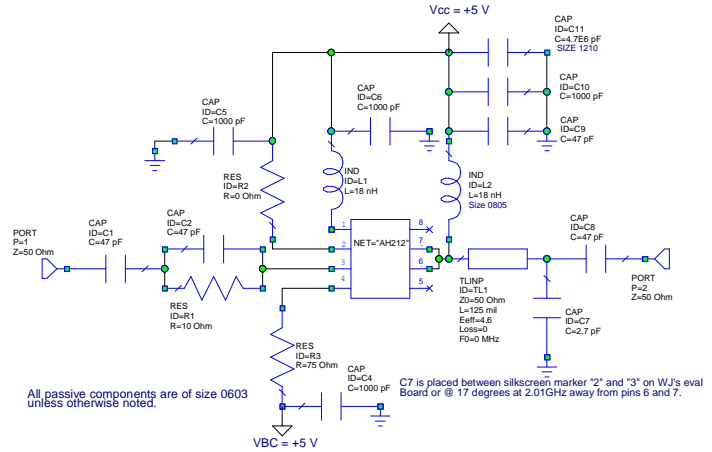 Vcc = +5 V
CAP
ID=C11
C=4.7E6 pF
SIZE 1210
CAP
ID=C10
C=1000 pF
CAP
ID=C9
C=47 pF
CAP
ID=C6
C=1000 pF
CAP
ID=C5
C=1000 pF
RES
ID=R2
R=0 Ohm
IND
ID=L1
L=18 nH
IND
ID=L2
L=18 nH
Size 0805
PORT
P=1
Z=50 Ohm
CAP
ID=C1
C=47 pF
CAP
ID=C2
C=47 pF
RES
ID=R1
R=10 Ohm
NET="AH212"
1
2
3
4
8
7
6
5
TLINP
ID=TL1
Z0=50 Ohm
L=125 mil
Eeff=4.6
Loss=0
F0=0 MHz
CAP
ID=C8
C=47 pF
PORT
P=2
Z=50 Ohm
CAP
ID=C7
C=2.7 pF
RES
ID=R3
R=75 Ohm
CAP
ID=C4
C=1000 pF
VBC = +5 V
All passive components are of size 0603
unless otherwise noted.
C7 is placed between silkscreen marker "2" and "3" on WJ's eval
Board or @ 17 degrees at 2.01GHz away from pins 6 and 7.